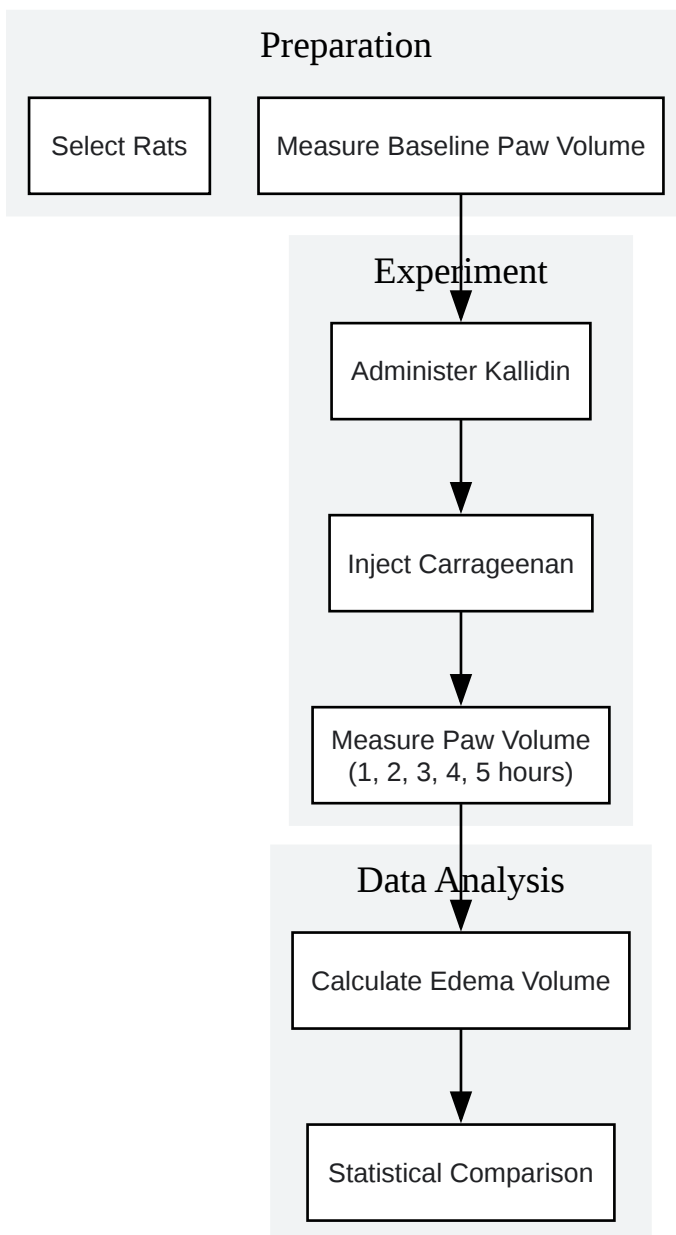 Preparation
Select Rats
Measure Baseline Paw Volume
Experiment
Administer Kallidin
Inject Carrageenan
Measure Paw Volume
(1, 2, 3, 4, 5 hours)
Data Analysis
Calculate Edema Volume
Statistical Comparison